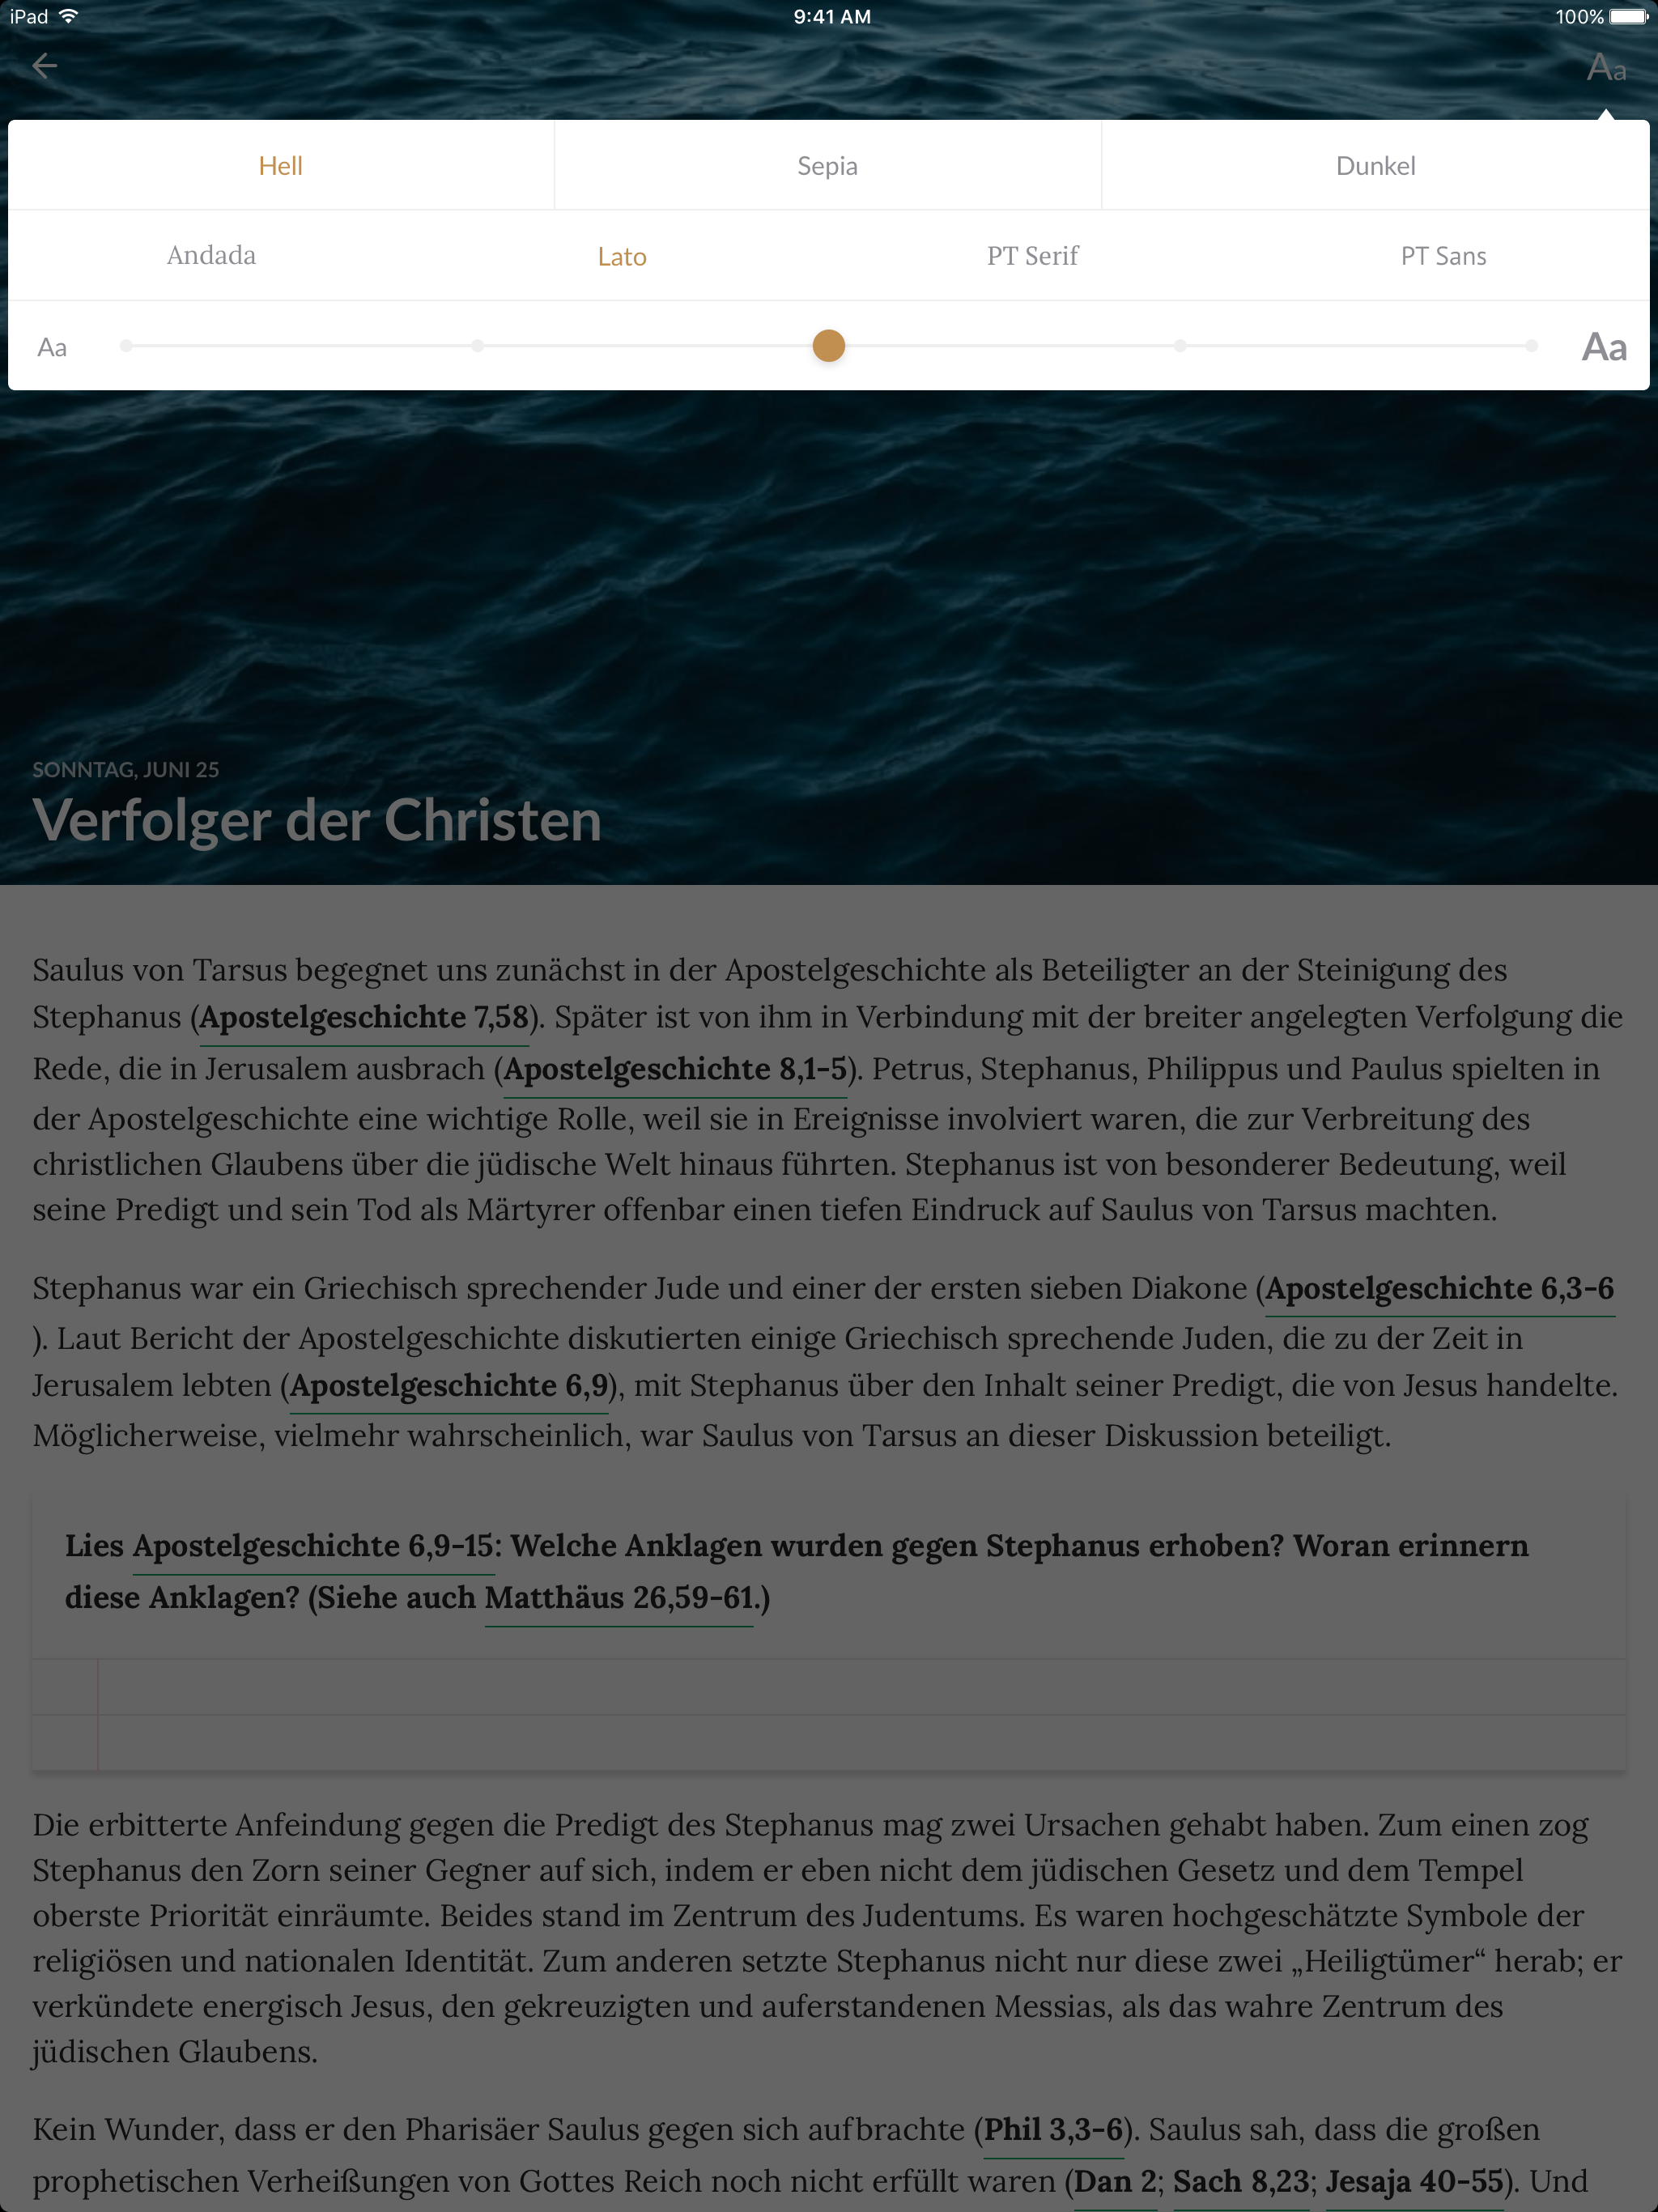 iPad 9:41 AM 100%
Aa
Hell Sepia Dunkel
Andada Lato PT Serif PT Sans
Aa Aa
SONNTAG, JUNI 25
Verfolger der Christen
Saulus von Tarsus begegnet uns zunächst in der Apostelgeschichte als Beteiligter an der Steinigung des
Stephanus (Apostelgeschichte 7,58). Später ist von ihm in Verbindung mit der breiter angelegten Verfolgung die
Rede, die in Jerusalem ausbrach (Apostelgeschichte 8,1-5). Petrus, Stephanus, Philippus und Paulus spielten in
der Apostelgeschichte eine wichtige Rolle, weil sie in Ereignisse involviert waren, die zur Verbreitung des
christlichen Glaubens über die jüdische Welt hinaus führten. Stephanus ist von besonderer Bedeutung, weil
seine Predigt und sein Tod als Märtyrer offenbar einen tiefen Eindruck auf Saulus von Tarsus machten.
Stephanus war ein Griechisch sprechender Jude und einer der ersten sieben Diakone (Apostelgeschichte 6,3-6
). Laut Bericht der Apostelgeschichte diskutierten einige Griechisch sprechende Juden, die zu der Zeit in
Jerusalem lebten (Apostelgeschichte 6,9), mit Stephanus über den Inhalt seiner Predigt, die von Jesus handelte.
Möglicherweise, vielmehr wahrscheinlich, war Saulus von Tarsus an dieser Diskussion beteiligt.
Lies Apostelgeschichte 6,9-15: Welche Anklagen wurden gegen Stephanus erhoben? Woran erinnern
diese Anklagen? (Siehe auch Matthäus 26,59-61.)
Die erbitterte Anfeindung gegen die Predigt des Stephanus mag zwei Ursachen gehabt haben. Zum einen zog
Stephanus den Zorn seiner Gegner auf sich, indem er eben nicht dem jüdischen Gesetz und dem Tempel
oberste Priorität einräumte. Beides stand im Zentrum des Judentums. Es waren hochgeschätzte Symbole der
religiösen und nationalen Identität. Zum anderen setzte Stephanus nicht nur diese zwei „Heiligtümer“ herab; er
verkündete energisch Jesus, den gekreuzigten und auferstandenen Messias, als das wahre Zentrum des
jüdischen Glaubens.
Kein Wunder, dass er den Pharisäer Saulus gegen sich aufbrachte (Phil 3,3-6). Saulus sah, dass die großen
prophetischen Verheißungen von Gottes Reich noch nicht erfüllt waren (Dan 2; Sach 8,23; Jesaja 40-55). Und